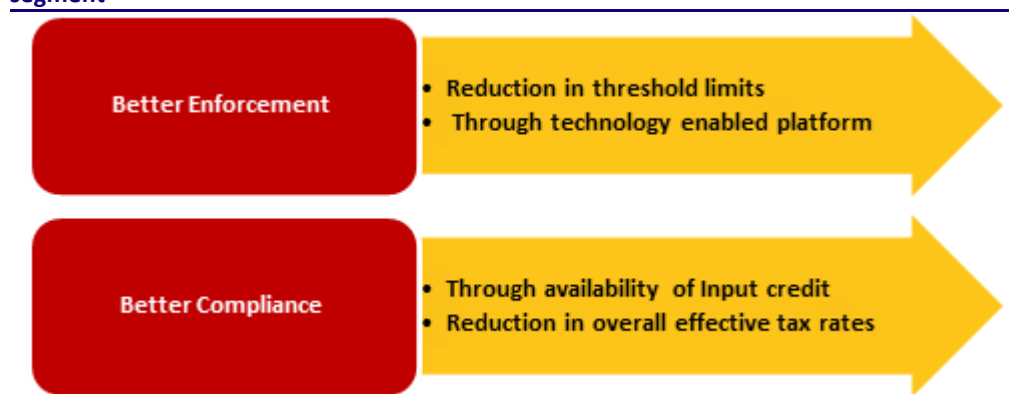 segment
Better Enforcement
• Reduction in threshold limits
• Through technology enabled platform
Better Compliance
• Through availability of Input credit
• Reduction in overall effective tax rates